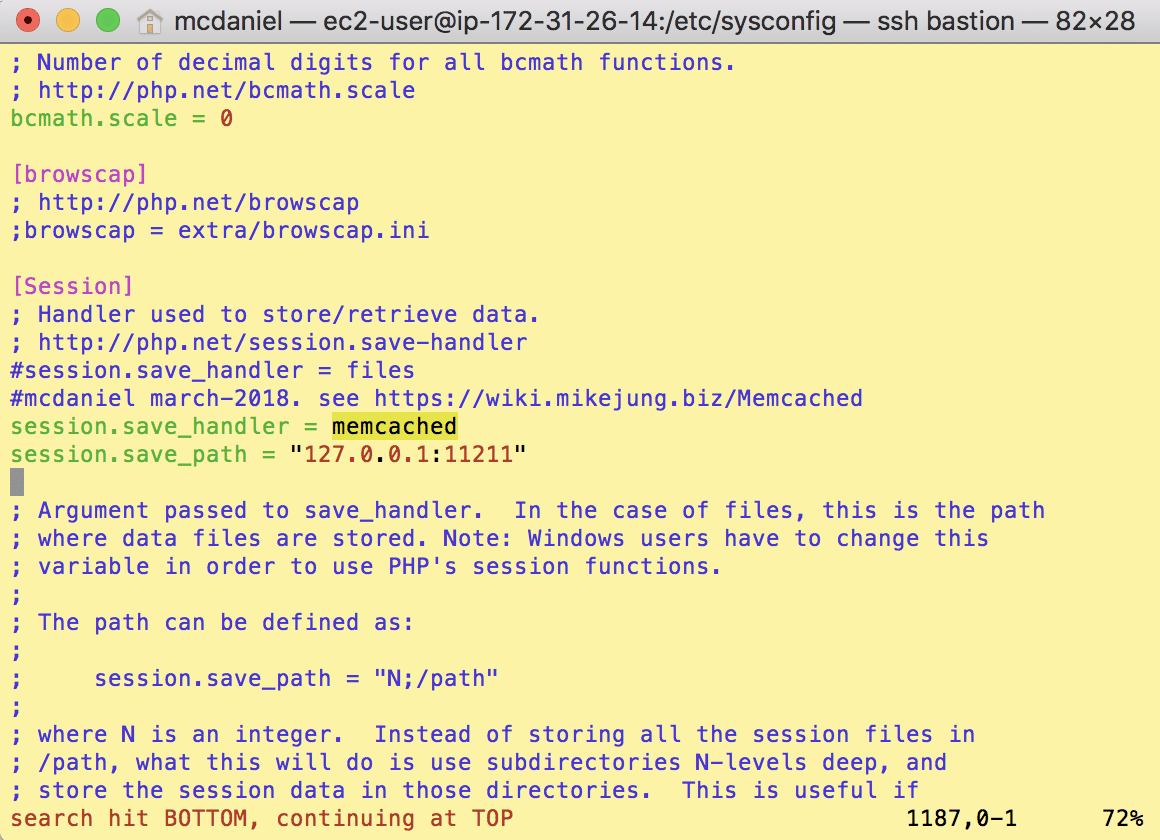 mcdaniel — ec2-user@ip-172-31-26-14:/etc/sysconfig — ssh bastion — 82×28
; Number of decimal digits for all bcmath functions.
; http://php.net/bcmath.scale
bcmath.scale = 0
[browscap]
; http://php.net/browscap
;browscap = extra/browscap.ini
[Session]
; Handler used to store/retrieve data.
; http://php.net/session.save-handler
#session.save_handler = files
#mcdaniel march-2018. see https://wiki.mikejung.biz/Memcached
session.save_handler = memcached
session.save_path = "127.0.0.1:11211"
; Argument passed to save_handler.  In the case of files, this is the path
; where data files are stored. Note: Windows users have to change this
; variable in order to use PHP's session functions.
;
; The path can be defined as:
;
;     session.save_path = "N;/path"
;
; where N is an integer.  Instead of storing all the session files in
; /path, what this will do is use subdirectories N-levels deep, and
; store the session data in those directories.  This is useful if
search hit BOTTOM, continuing at TOP 1187,0-1 72%